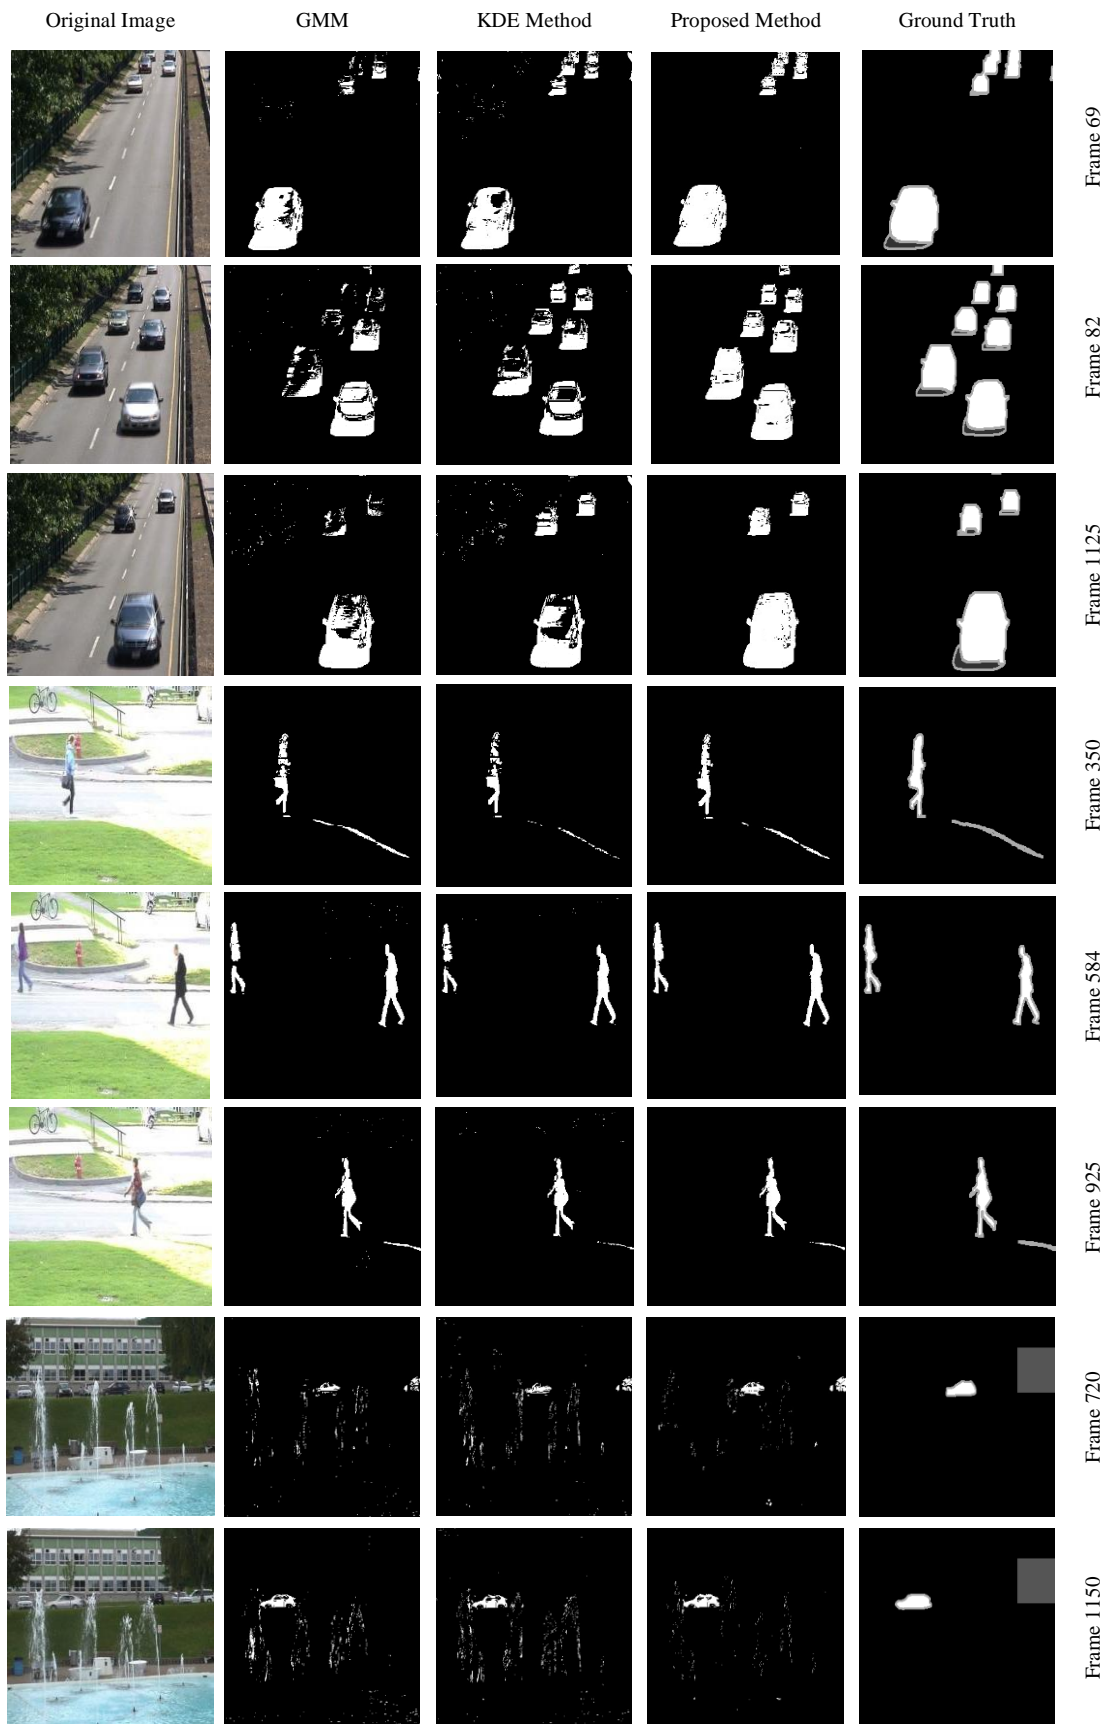 Original Image
GMM
KDE Method
Proposed Method
Ground Truth
Frame 69
Frame 82
Frame 1125
Frame 350
Frame 584
Frame 925
Frame 720
Frame 1150